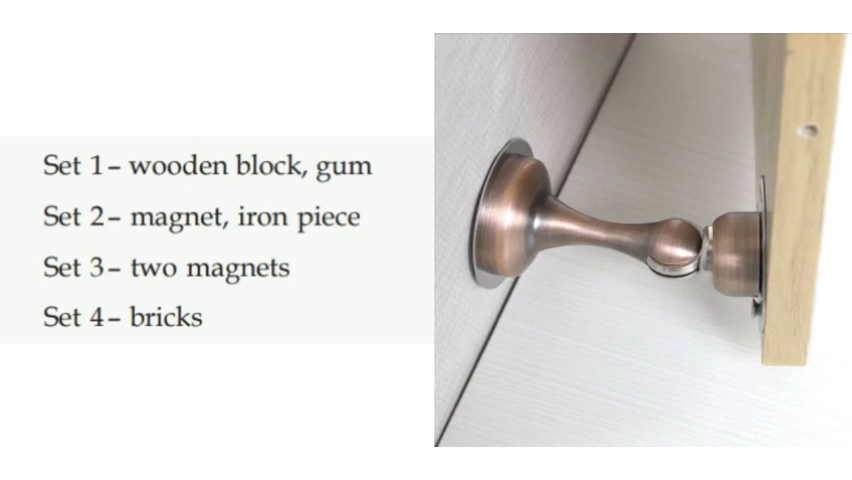 Set 1– wooden block, gum
Set 2– magnet, iron piece
Set 3– two magnets
Set 4– bricks